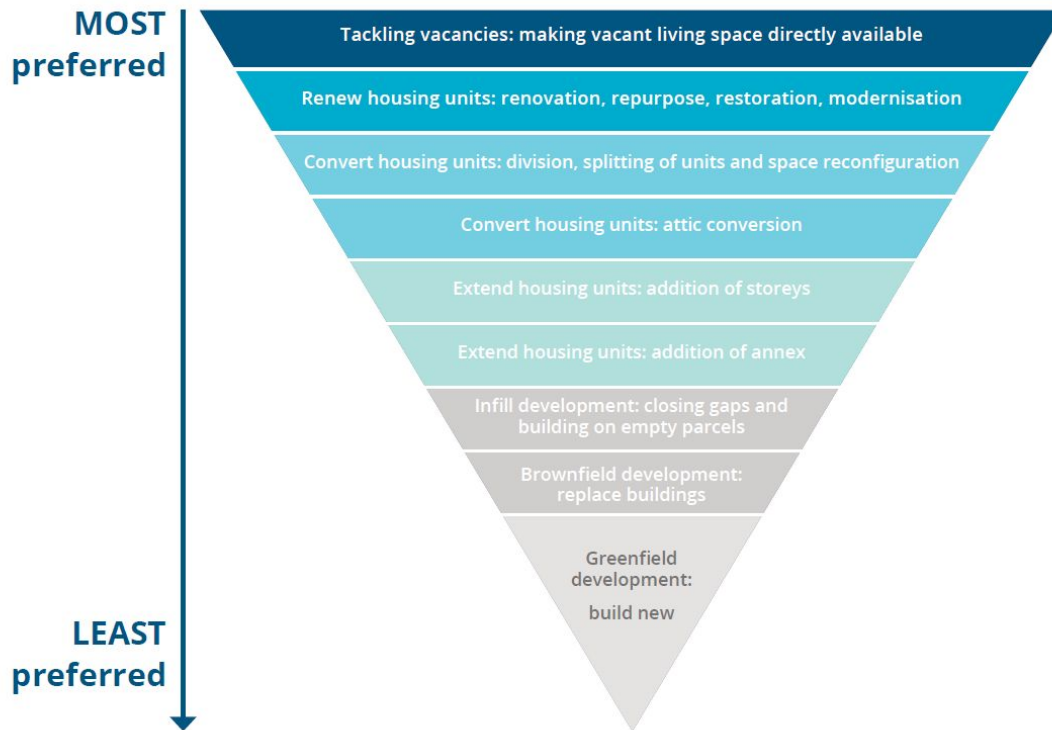 MOST
preferred
Tackling vacancies: making vacant living space directly available
Renew housing units: renovation, repurpose, restoration, modernisation
Convert housing units: division, splitting of units and space reconfiguration
Convert housing units: attic conversion
Extend housing units: addition of storeys
Extend housing units: addition of annex
Infill development: closing gaps and
building on empty parcels
Brownfield development:
replace buildings
Greenfield
development:
build new
LEAST
preferred